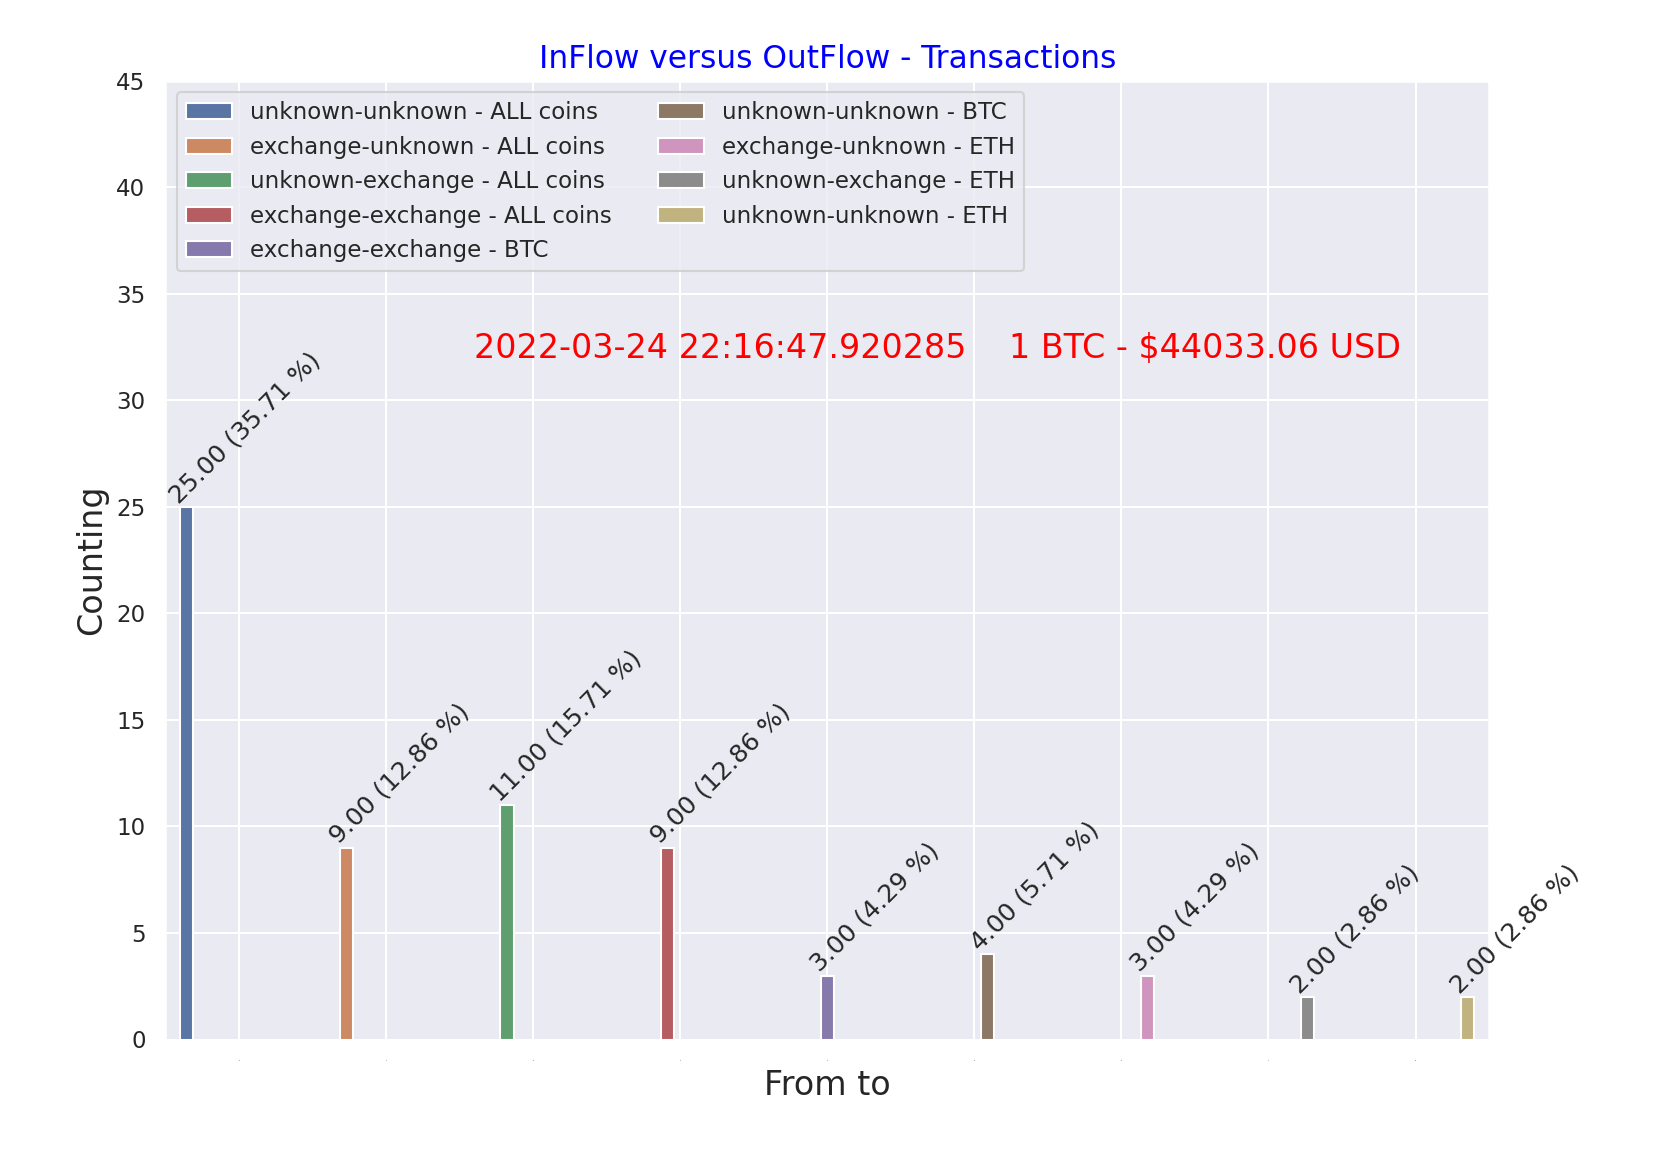 InFlow versus OutFlow - Transactions
45
40
35
30
25
20
15
10
5
0
Counting
unknown-unknown - ALL coins
exchange-unknown - ALL coins
unknown-exchange - ALL coins
exchange-exchange - ALL coins
exchange-exchange - BTC
unknown-unknown - BTC
exchange-unknown - ETH
unknown-exchange - ETH
unknown-unknown - ETH
2022-03-24 22:16:47.920285 1 BTC - $44033.06 USD
25.00 (35.71 %)
9.00 (12.86 %)
11.00 (15.71 %)
9.00 (12.86 %)
3.00 (4.29 %)
4.00 (5.71 %)
3.00 (4.29 %)
2.00 (2.86 %)
2.00 (2.86 %)
From to